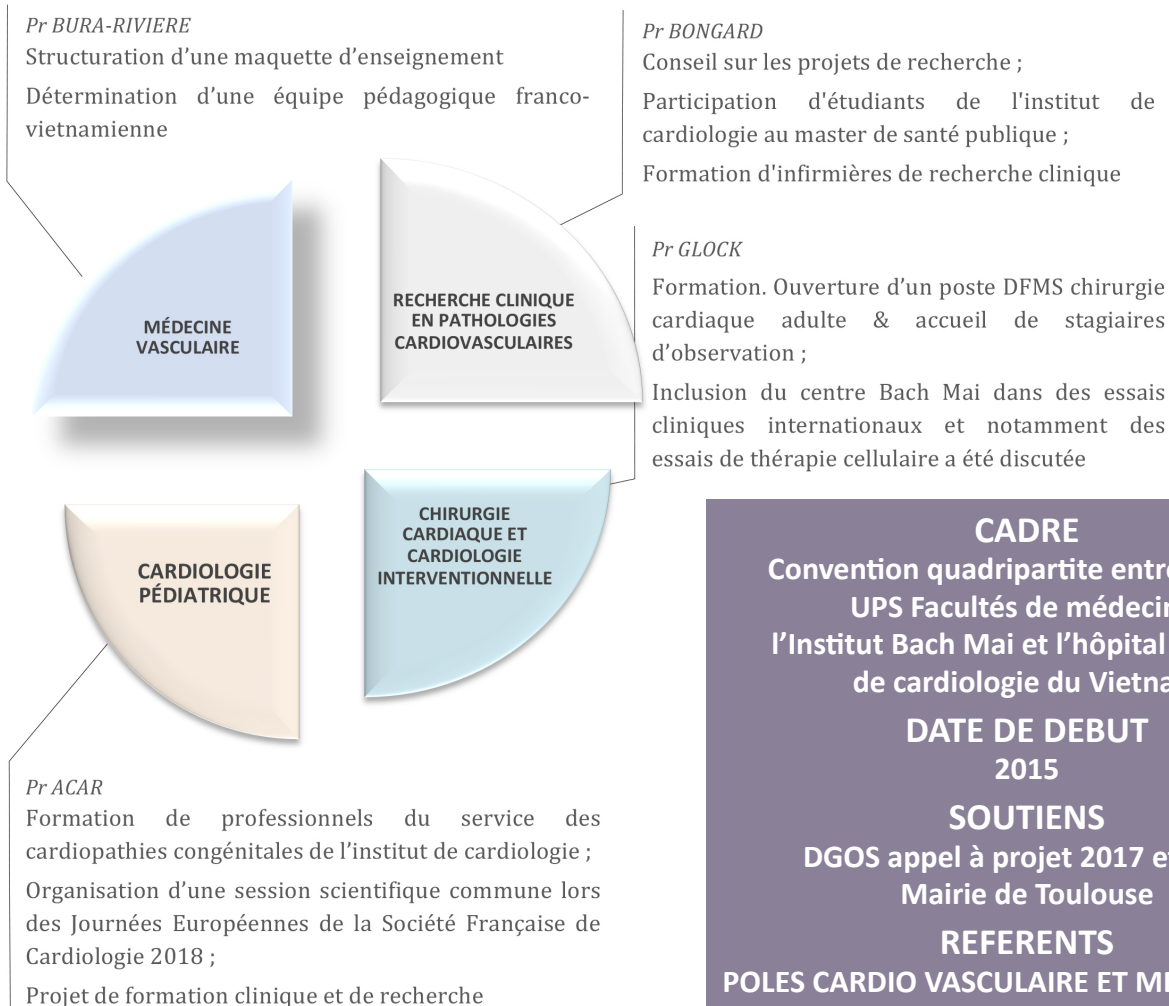 Pr BURA-RIVIERE
Structuration d’une maquette d’enseignement
Détermination d’une équipe pédagogique franco-
vietnamienne
Pr BONGARD
Conseil sur les projets de recherche ;
Participation d'étudiants de l'institut de
cardiologie au master de santé publique ;
Formation d'infirmières de recherche clinique
MÉDECINE
VASCULAIRE
RECHERCHE CLINIQUE
EN PATHOLOGIES
CARDIOVASCULAIRES
Pr GLOCK
Formation. Ouverture d’un poste DFMS chirurgie
cardiaque adulte & accueil de stagiaires
d’observation ;
Inclusion du centre Bach Mai dans des essais
cliniques internationaux et notamment des
essais de thérapie cellulaire a été discutée
CARDIOLOGIE
PÉDIATRIQUE
CHIRURGIE
CARDIAQUE ET
CARDIOLOGIE
INTERVENTIONNELLE
Pr ACAR
Formation de professionnels du service des
cardiopathies congénitales de l’institut de cardiologie ;
Organisation d’une session scientifique commune lors
des Journées Européennes de la Société Française de
Cardiologie 2018 ;
Projet de formation clinique et de recherche
CADRE
Convention quadripartite
UPS Facultés de
l’Institut Bach Mai et l’hôpital
de cardiologie du
DATE DE DEBUT
2015
SOUTIENS
DGOS appel à projet 2017
Mairie de Toulouse
REFERENTS
POLES CARDIO VASCULAIRE ET